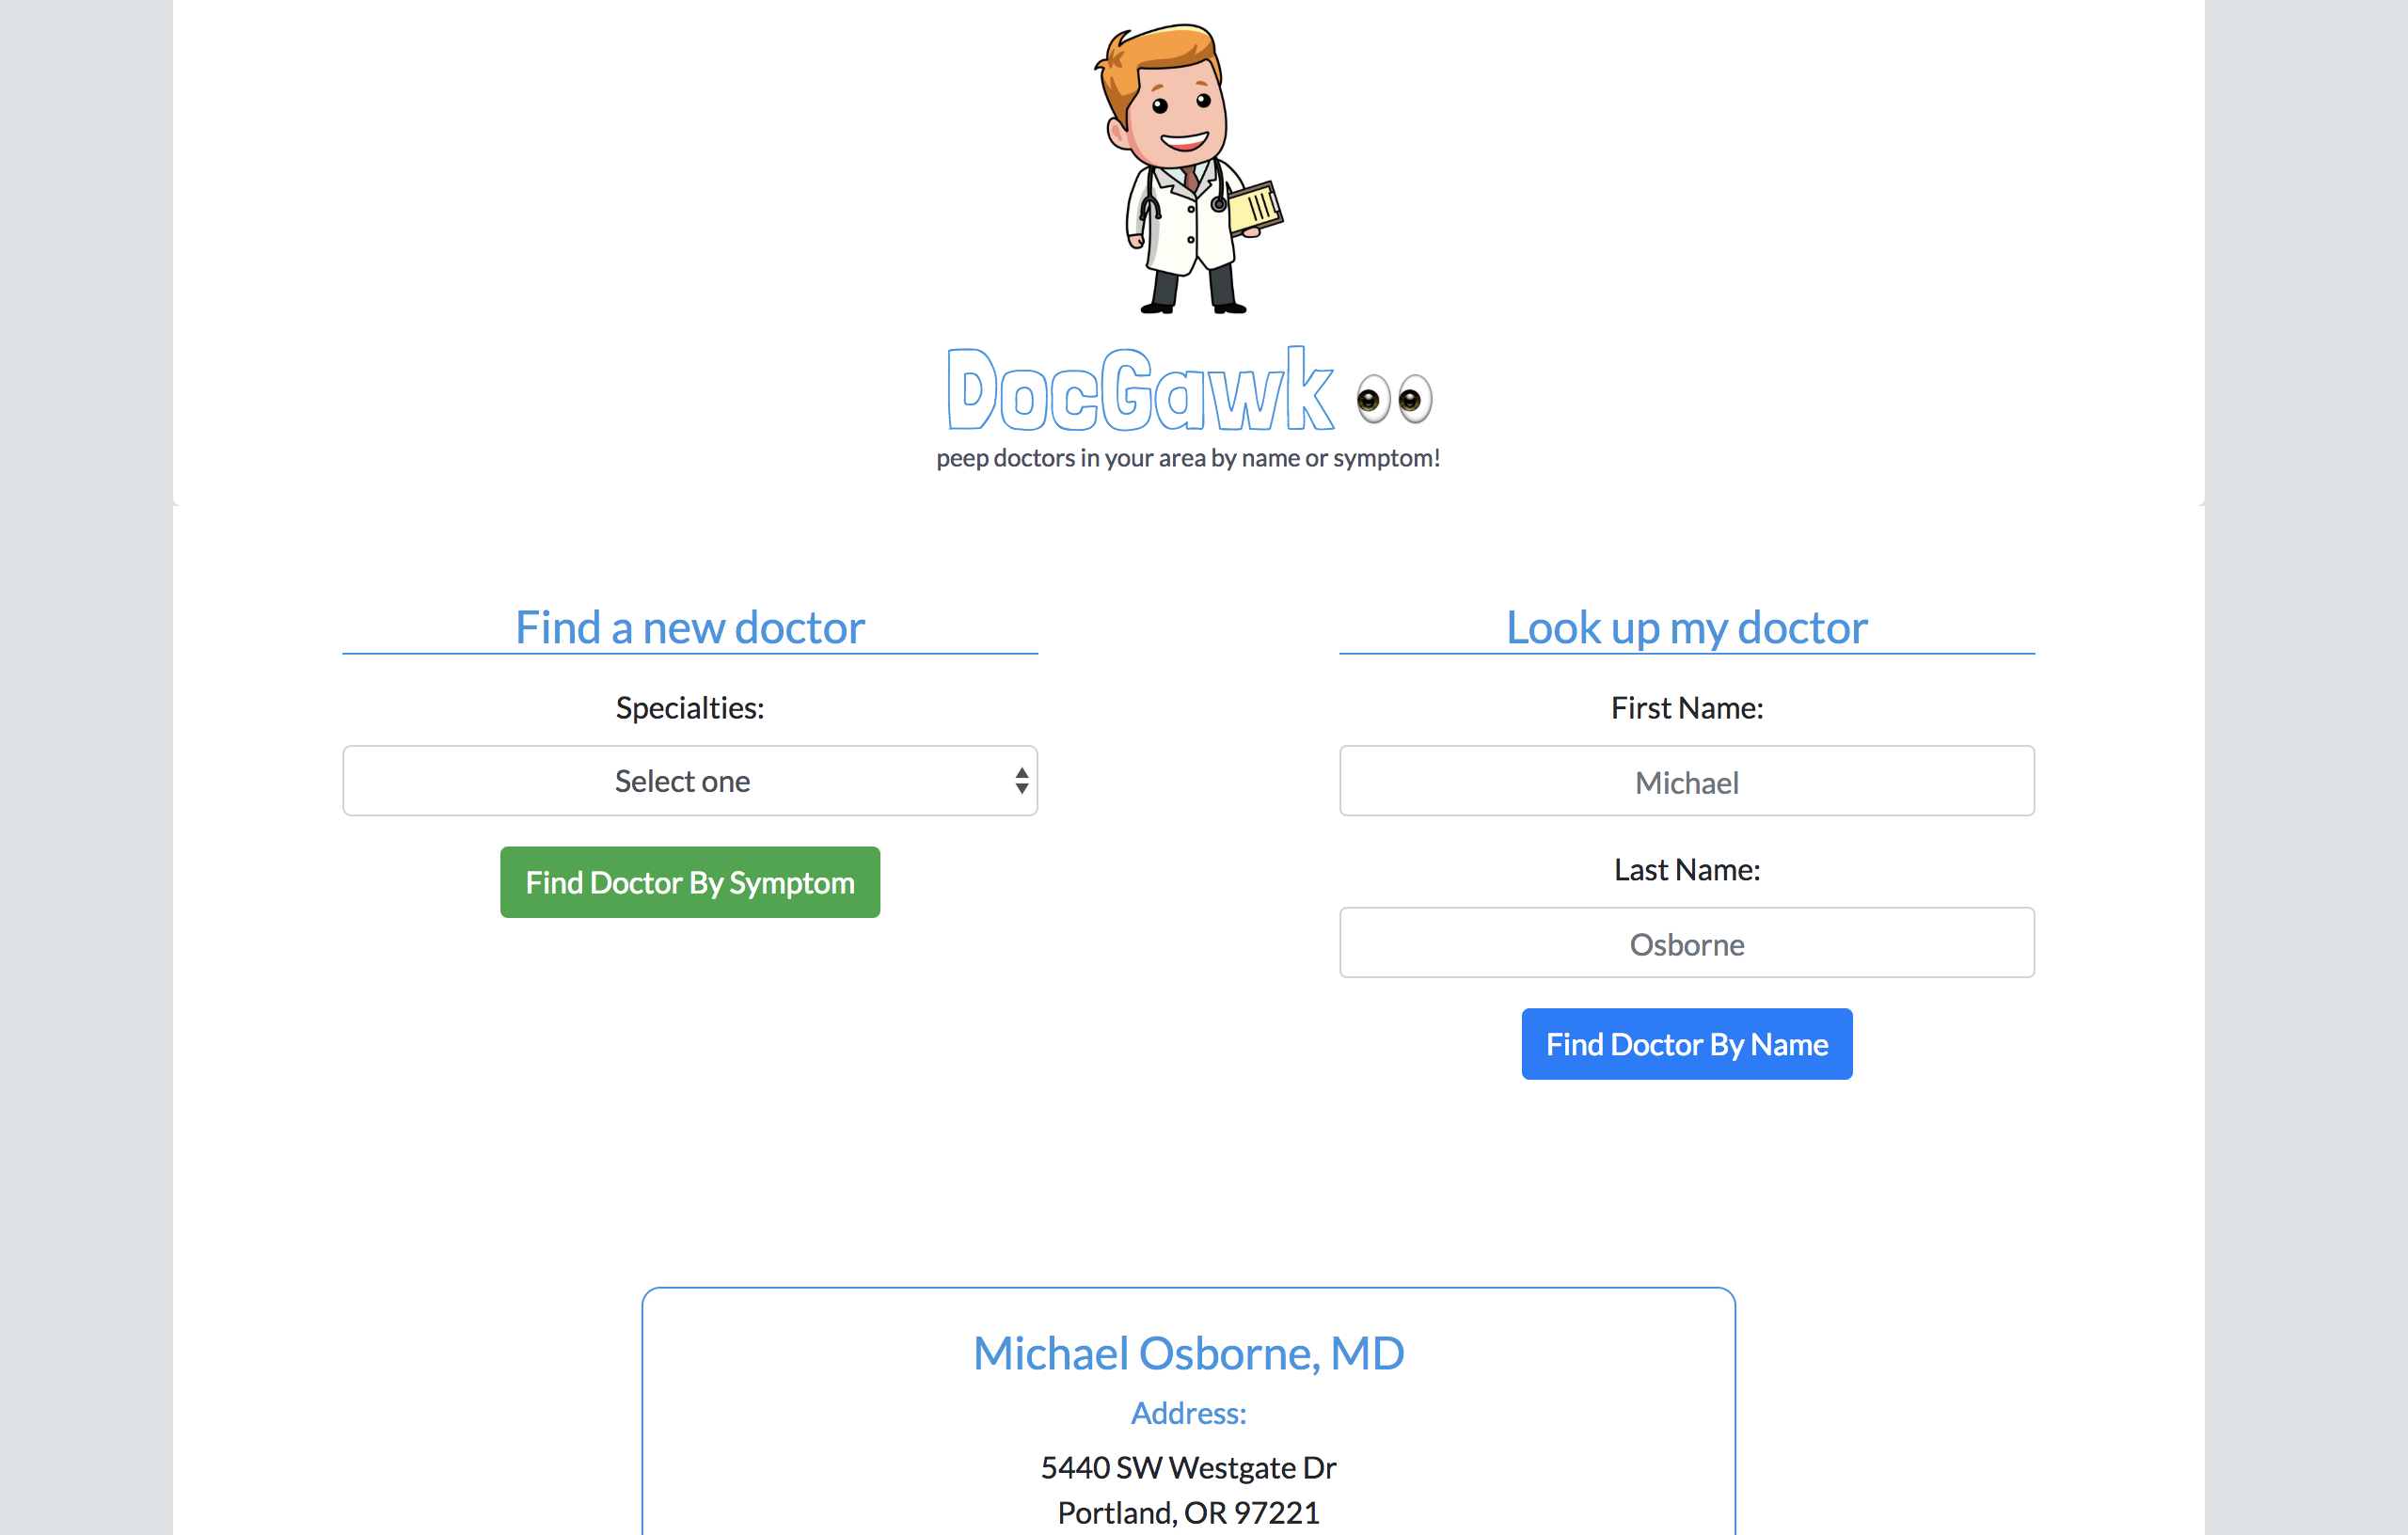 DocGawk 👀
peep doctors in your area by name or symptom!
Find a new doctor
Specialties:
Select one
Find Doctor By Symptom
Look up my doctor
First Name:
Michael
Last Name:
Osborne
Find Doctor By Name
Michael Osborne, MD
Address:
5440 SW Westgate Dr
Portland, OR 97221